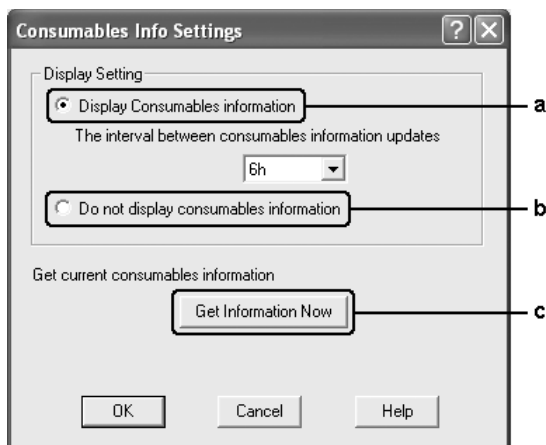 Consumables Info Settings
Display Setting
Display Consumables information
a
The interval between consumables information updates
6h
Do not display consumables information
b
Get current consumables information
Get Information Now
c
OK Cancel Help